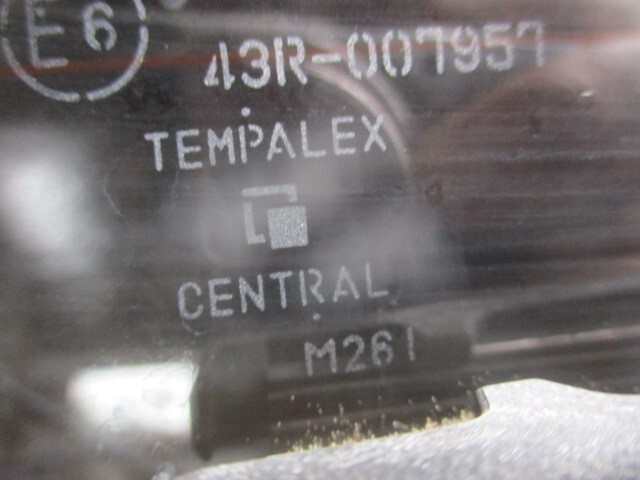 E6
43R-007957
TEMPALEX
CENTRAL
M261